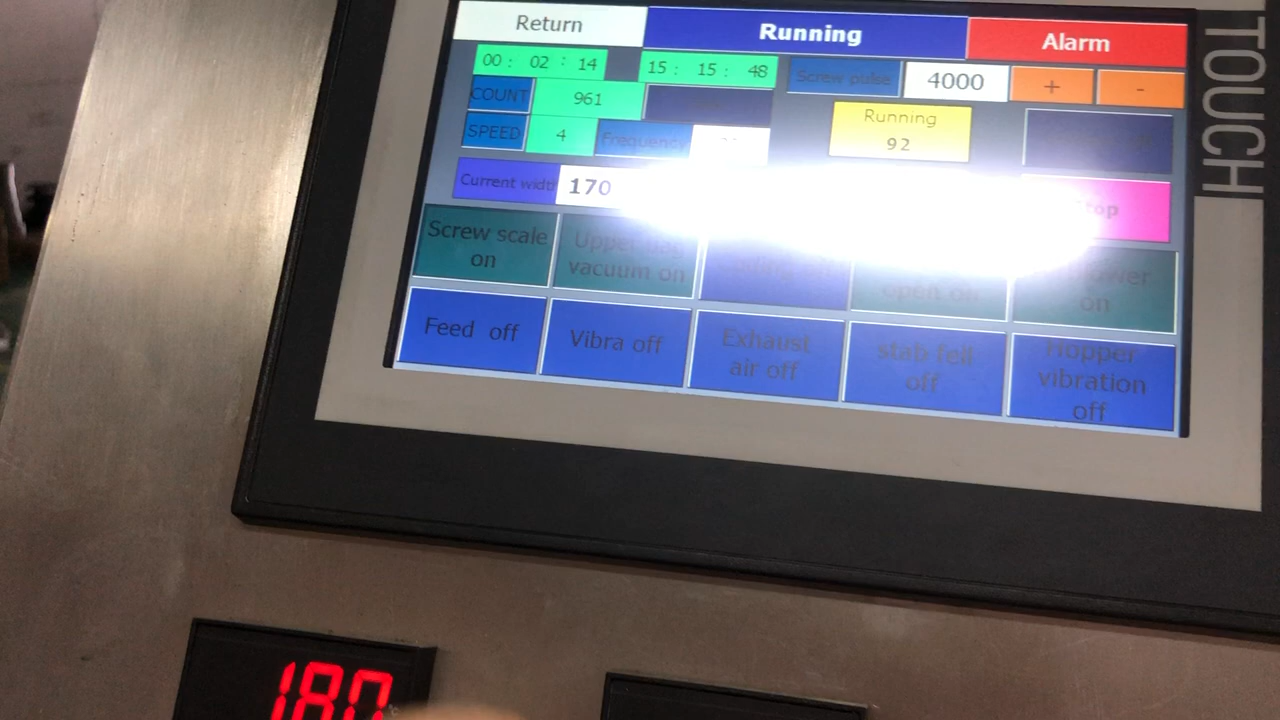 Return
Running
Alarm
00 : 02 : 14
15 : 15 : 48
Screw pulse
4000
+
-
COUNT
961
Running
92
SPEED
4
Frequency
Current width
170
Screw scale
on
Upper bag
vacuum on
open on
on
Feed off
Vibra off
Exhaust
air off
stab fell
off
Hopper
vibration
off
TOUCH
180
°C